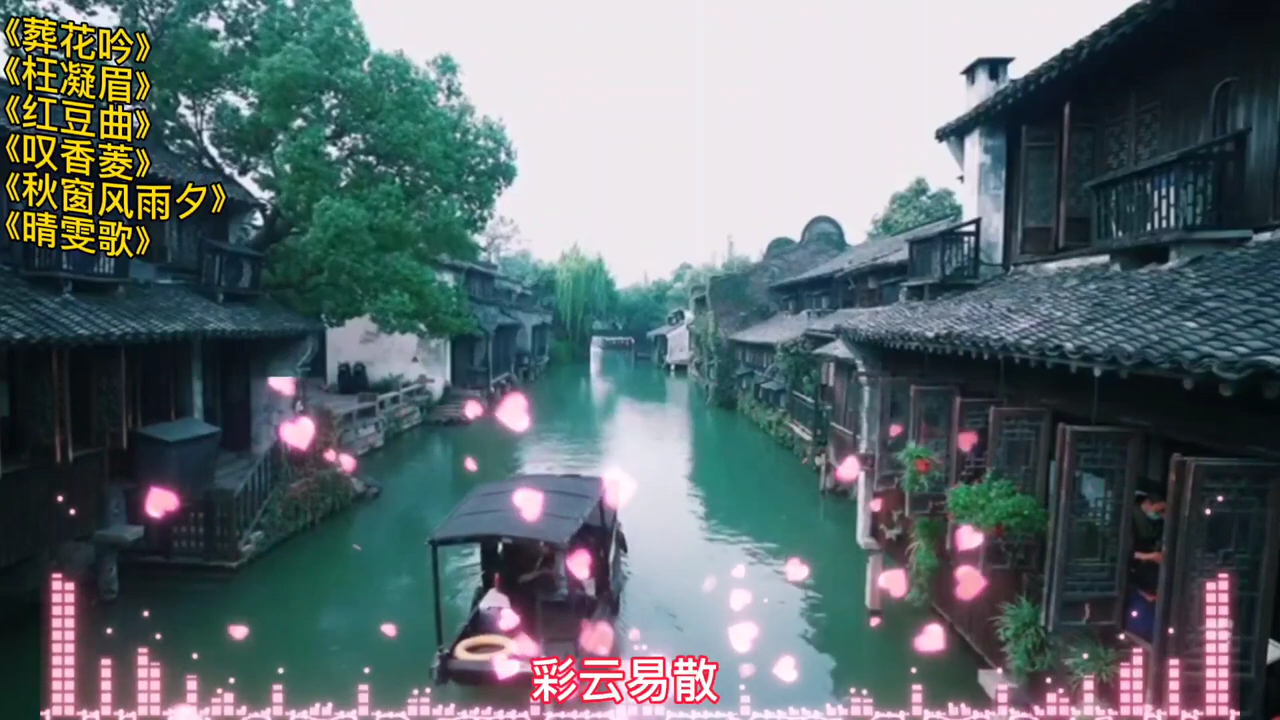 《葬花吟》
《枉凝眉》
《红豆曲》
《叹香菱》
《秋窗风雨夕》
《晴雯歌》
彩云易散